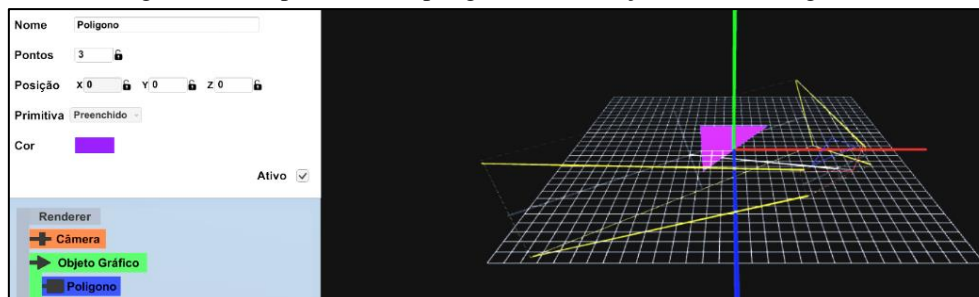 Nome Poligono
Pontos 3
Posição X 0 Y 0 Z 0
Primitiva Preenchido
Cor
Ativo
Renderer
Câmera
Objeto Gráfico
Poligono